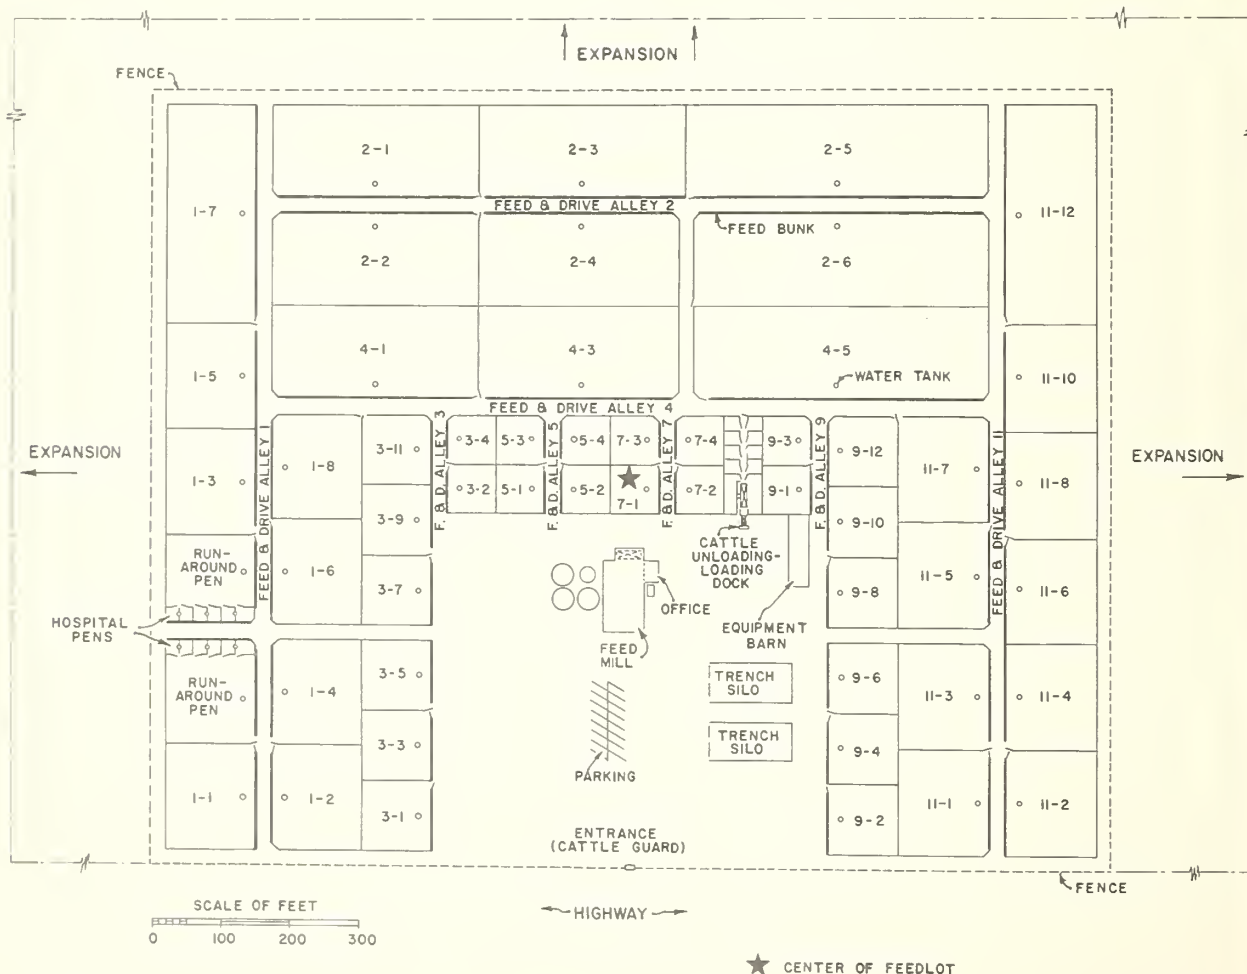 EXPANSION
FENCE
2-1
2-3
2-5
1-7
FEED & DRIVE ALLEY 2
11-12
FEED BUNK
2-2
2-4
2-6
4-1
4-3
4-5
1-5
WATER TANK
11-10
FEED & DRIVE ALLEY 4
EXPANSION
1-3
FEED & DRIVE ALLEY 1
1-8
3-11
F. & D. ALLEY 3
3-4
5-3
F. & D. ALLEY 5
5-4
7-3
F. & D. ALLEY 7
7-4
9-3
F. & D. ALLEY 9
9-12
11-7
FEED & DRIVE ALLEY 11
11-8
EXPANSION
3-2
5-1
5-2
7-1
7-2
9-1
3-9
9-10
RUN-
AROUND
PEN
1-6
3-7
CATTLE
UNLOADING-
LOADING
DOCK
9-8
11-5
11-6
OFFICE
HOSPITAL
PENS
FEED
MILL
EQUIPMENT
BARN
RUN-
AROUND
PEN
1-4
3-5
TRENCH
SILO
9-6
11-3
11-4
3-3
TRENCH
SILO
9-4
PARKING
1-1
1-2
3-1
9-2
11-1
11-2
ENTRANCE
(CATTLE GUARD)
FENCE
SCALE OF FEET
0 100 200 300
HIGHWAY
CENTER OF FEEDLOT